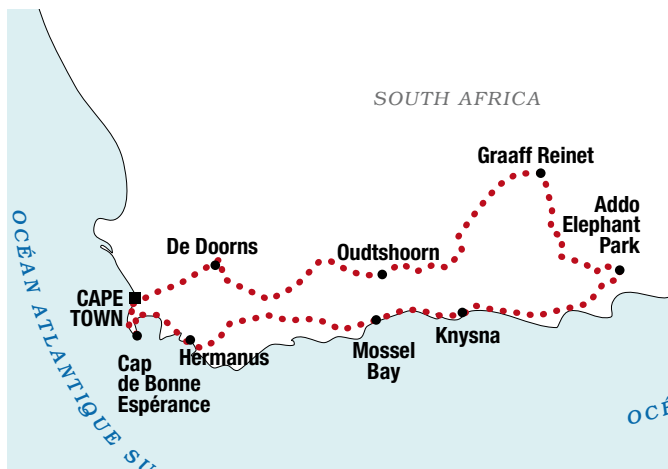 SOUTH AFRICA
Graaff Reinet
Addo
Elephant
Park
De Doorns
Oudtshoorn
CAPE
TOWN
Hermanus
Mossel
Bay
Knysna
Cap
de Bonne
Espérance
OCÉAN ATLANTIQUE SU
OCÉ